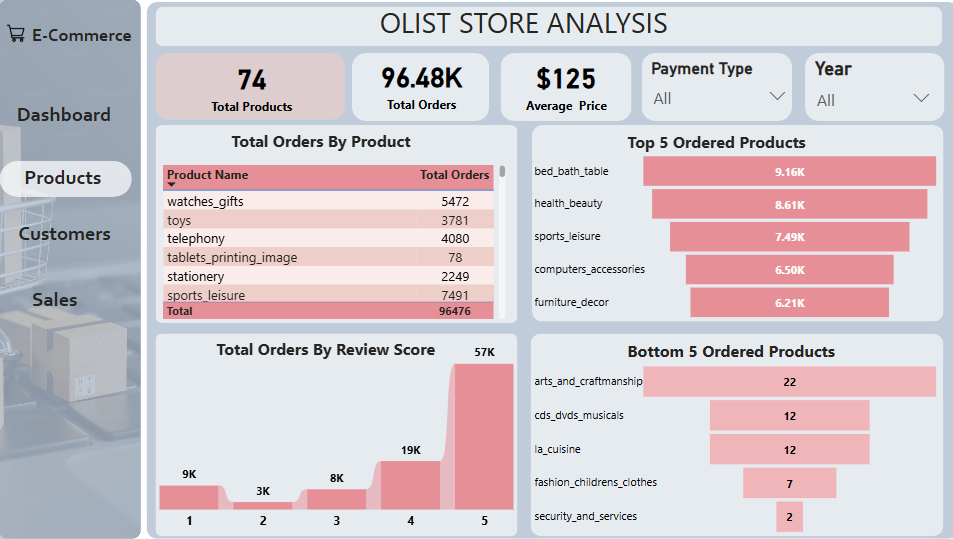 E-Commerce
Dashboard
Products
Customers
Sales
OLIST STORE ANALYSIS
74
Total Products
96.48K
Total Orders
$125
Average Price
Payment Type
All
Year
All
Total Orders By Product
Product Name Total Orders
watches_gifts 5472
toys 3781
telephony 4080
tablets_printing_image 78
stationery 2249
sports_leisure 7491
Total 96476
Top 5 Ordered Products
bed_bath_table 9.16K
health_beauty 8.61K
sports_leisure 7.49K
computers_accessories 6.50K
furniture_decor 6.21K
Total Orders By Review Score
9K 3K 8K 19K 57K
1 2 3 4 5
Bottom 5 Ordered Products
arts_and_craftmanship 22
cds_dvds_musicals 12
la_cuisine 12
fashion_childrens_clothes 7
security_and_services 2